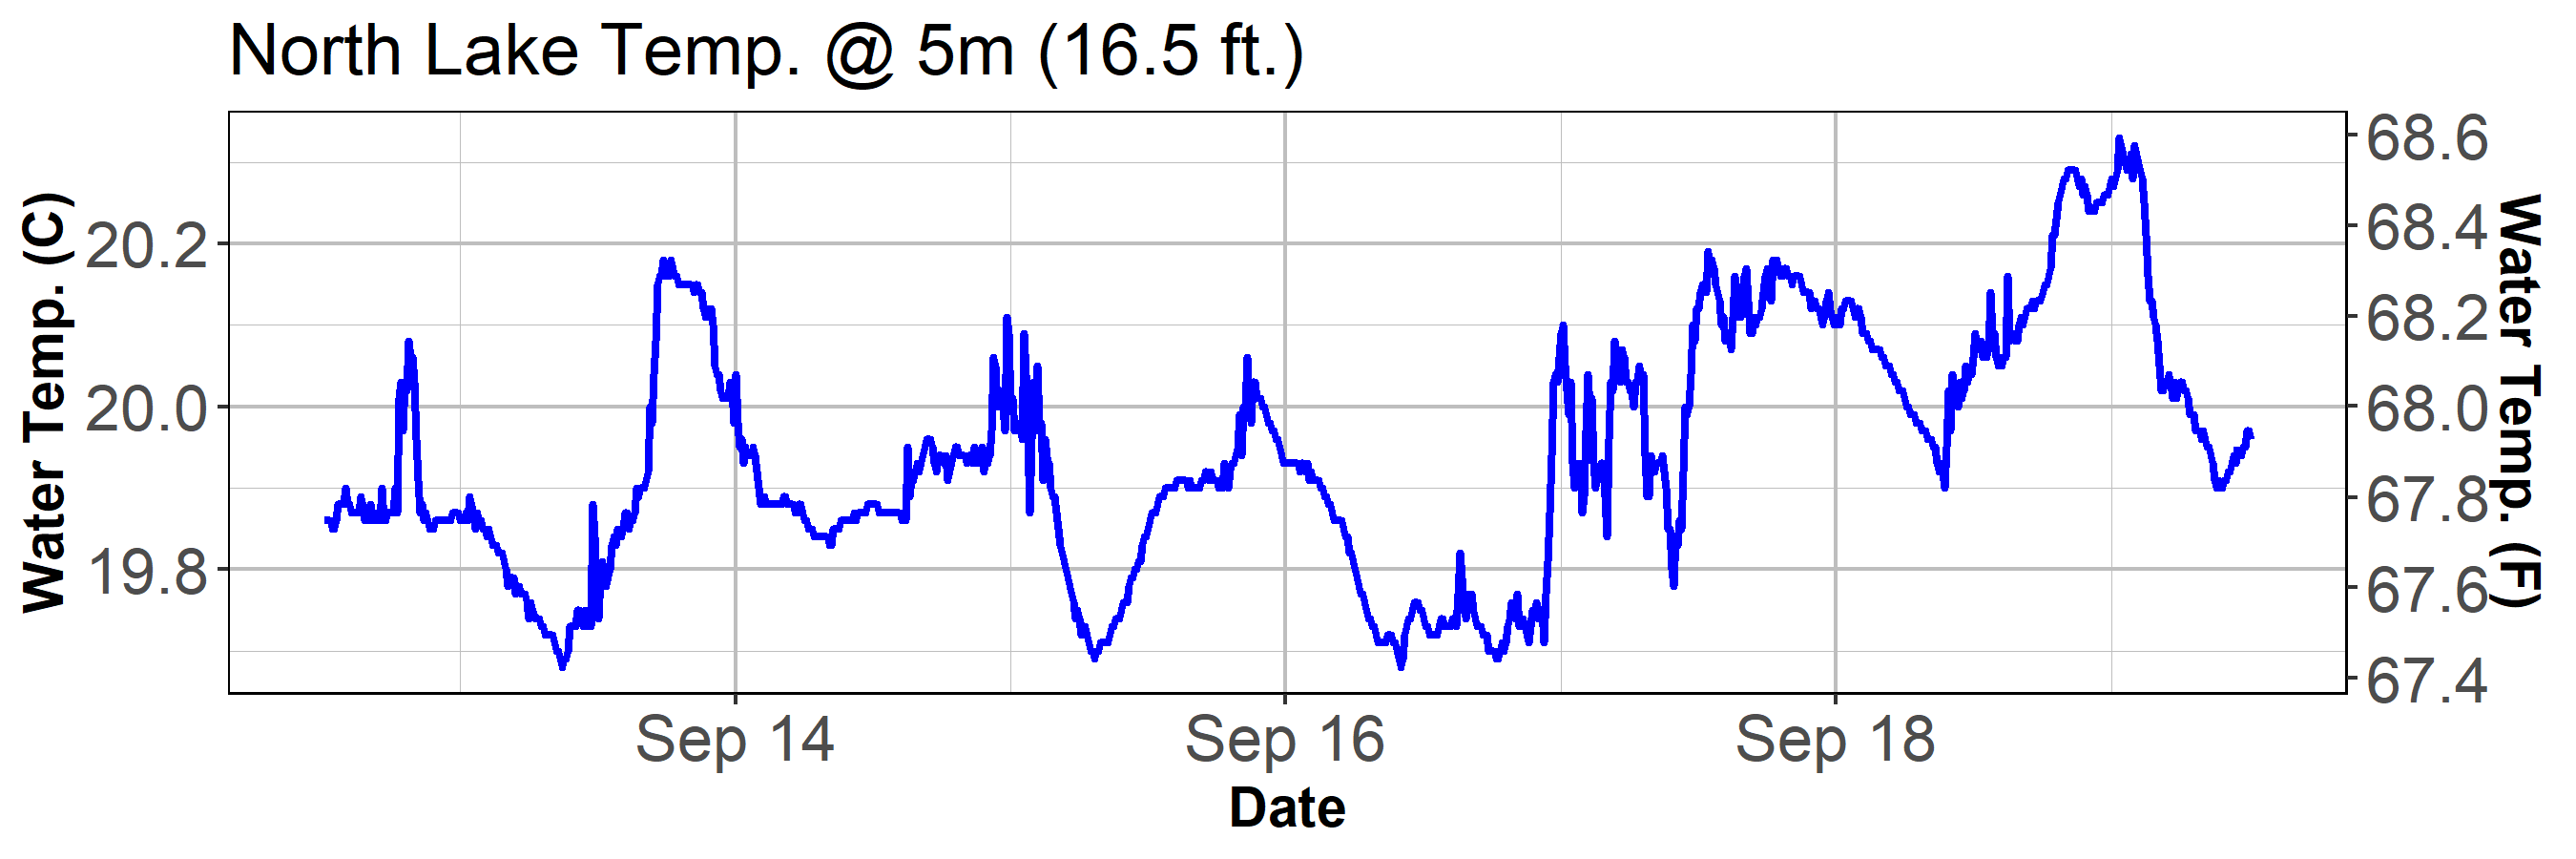 North Lake Temp. @ 5m (16.5 ft.)
Water Temp. (C)
20.2
20.0
19.8
68.6
68.4
68.2
68.0
67.8
67.6
67.4
Water Temp. (F)
Sep 14 Sep 16 Sep 18
Date